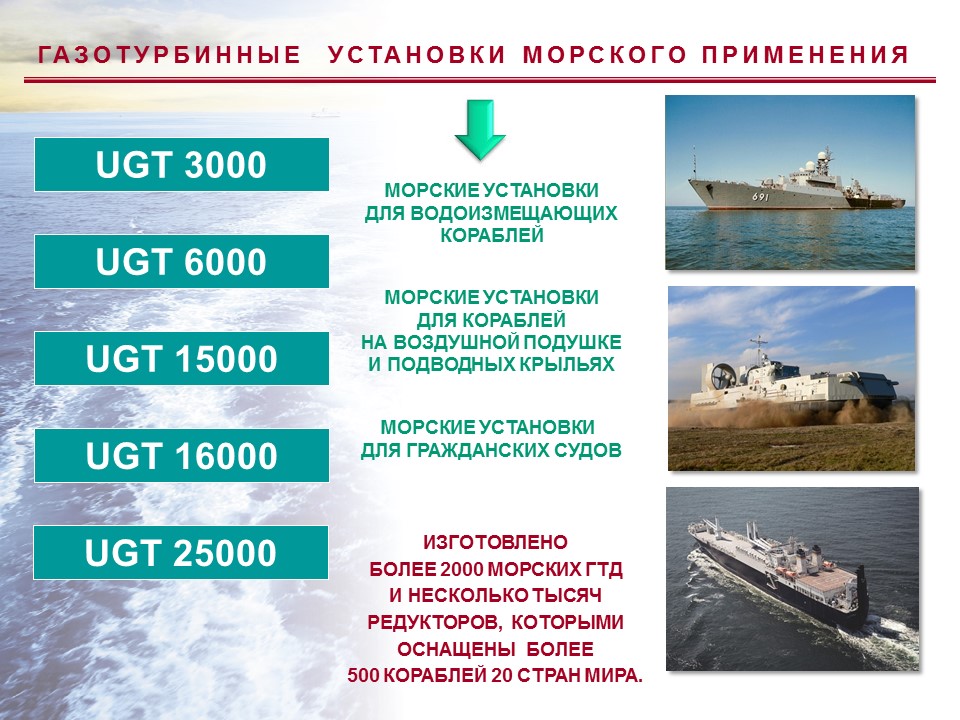 ГАЗОТУРБИННЫЕ УСТАНОВКИ МОРСКОГО ПРИМЕНЕНИЯ
UGT 3000
UGT 6000
UGT 15000
UGT 16000
UGT 25000
МОРСКИЕ УСТАНОВКИ
ДЛЯ ВОДОИЗМЕЩАЮЩИХ
КОРАБЛЕЙ
МОРСКИЕ УСТАНОВКИ
ДЛЯ КОРАБЛЕЙ
НА ВОЗДУШНОЙ ПОДУШКЕ
И ПОДВОДНЫХ КРЫЛЬЯХ
МОРСКИЕ УСТАНОВКИ
ДЛЯ ГРАЖДАНСКИХ СУДОВ
ИЗГОТОВЛЕНО
БОЛЕЕ 2000 МОРСКИХ ГТД
И НЕСКОЛЬКО ТЫСЯЧ
РЕДУКТОРОВ, КОТОРЫМИ
ОСНАЩЕНЫ БОЛЕЕ
500 КОРАБЛЕЙ 20 СТРАН МИРА.
691